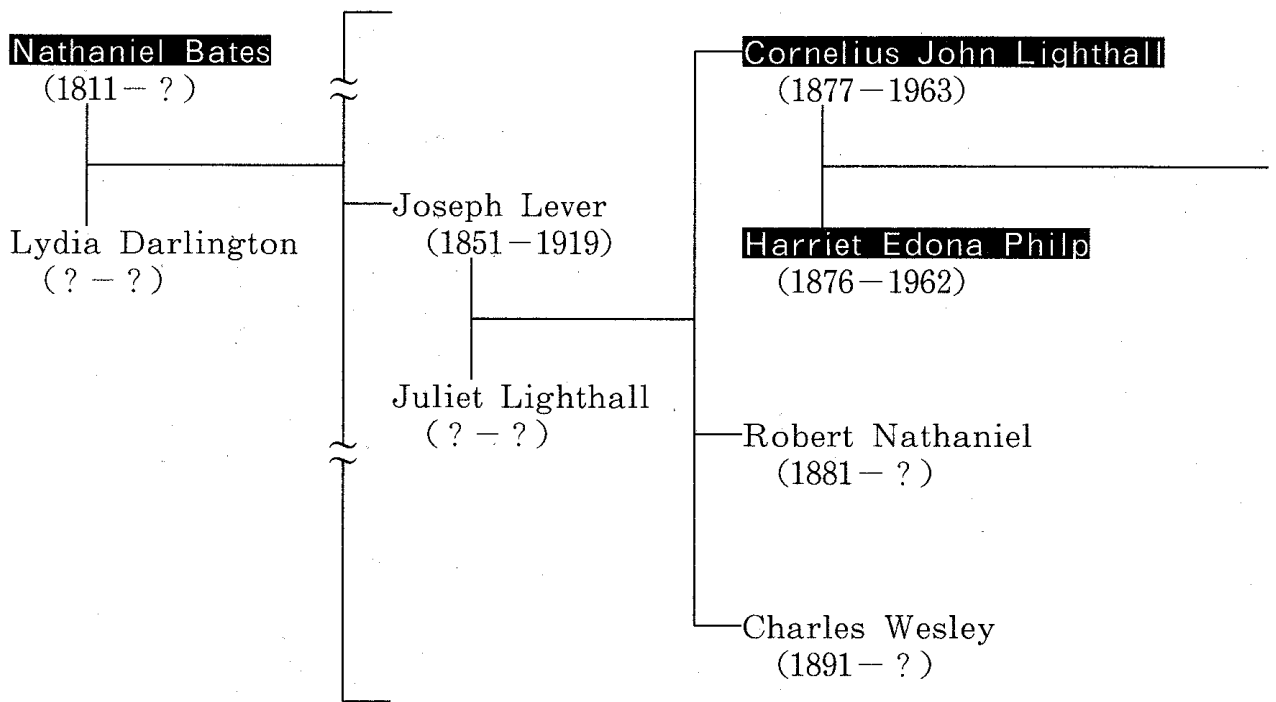 Nathaniel Bates
(1811－？)
Lydia Darlington
(？－？)
Joseph Lever
(1851－1919)
Juliet Lighthall
(？－？)
Cornelius John Lighthall
(1877－1963)
Harriet Edona Philp
(1876－1962)
Robert Nathaniel
(1881－？)
Charles Wesley
(1891－？)